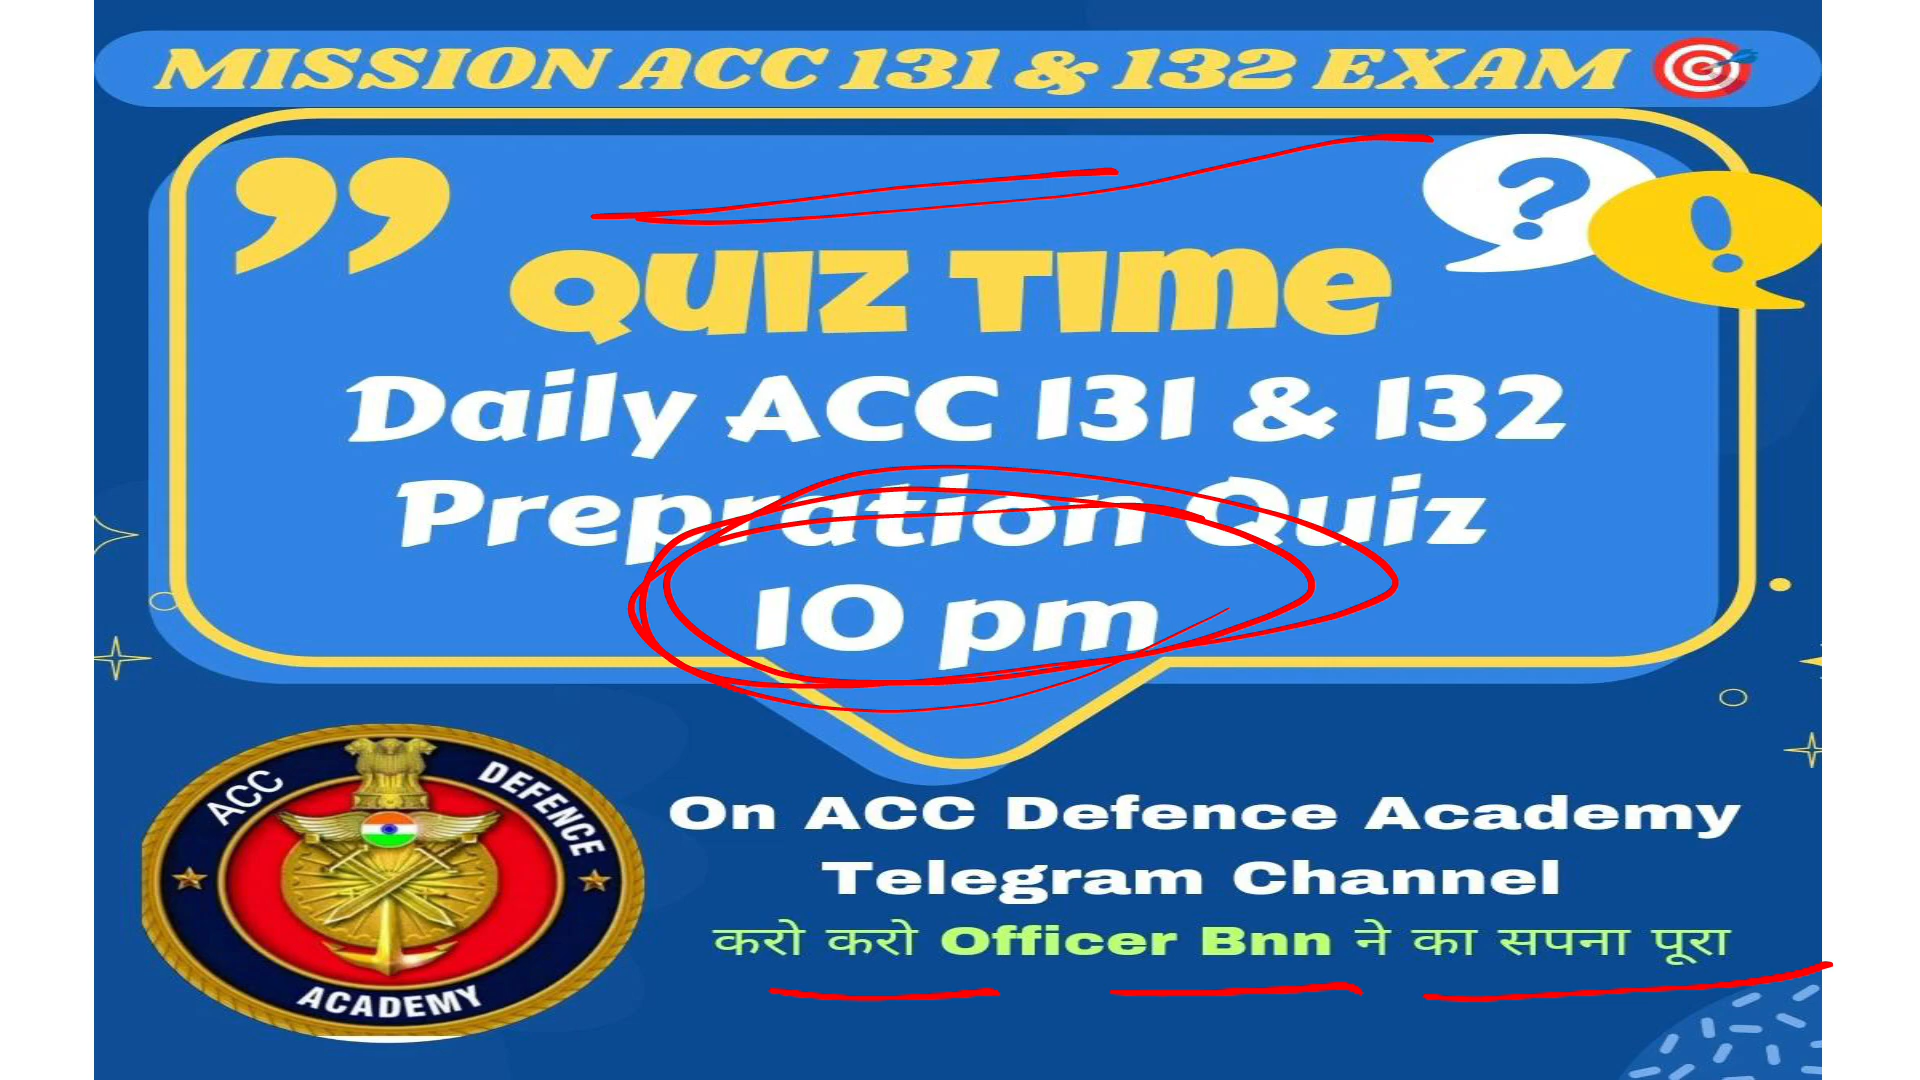 MISSION ACC 131 & 132 EXAM
QUIZ TIme
Daily ACC 131 & 132
Prepration Quiz
10 pm
ACC DEFENCE
ACADEMY
On ACC Defence Academy
Telegram Channel
करो करो Officer Bnn ने का सपना पूरा